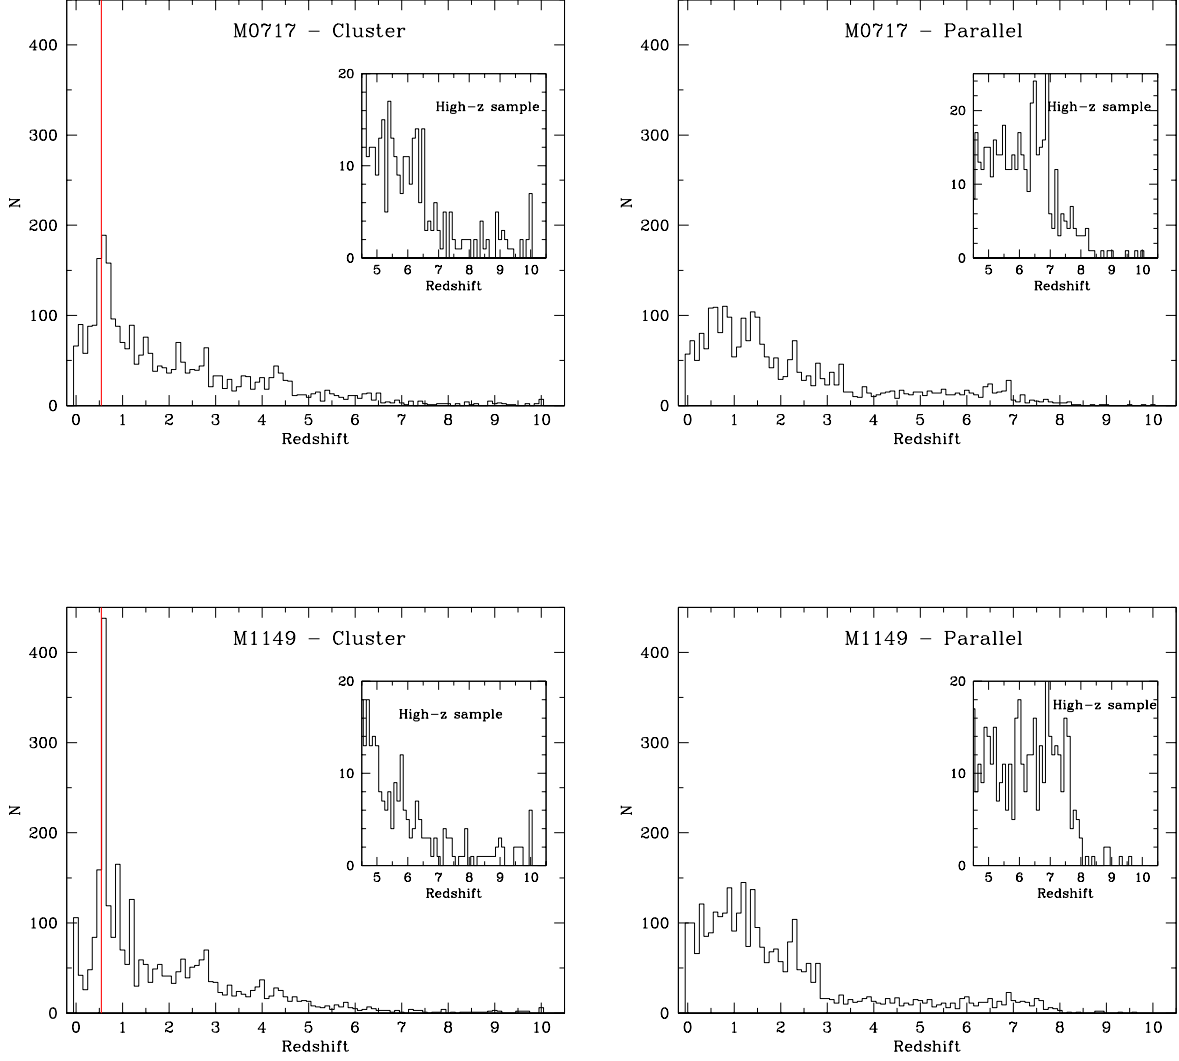 M0717 − Cluster
400
300
200
100
0
N
0 1 2 3 4 5 6 7 8 9 10
Redshift
High−z sample
20
10
0
5 6 7 8 9 10
Redshift
M0717 − Parallel
400
300
200
100
0
N
0 1 2 3 4 5 6 7 8 9 10
Redshift
High−z sample
20
10
0
5 6 7 8 9 10
Redshift
M1149 − Cluster
400
300
200
100
0
N
0 1 2 3 4 5 6 7 8 9 10
Redshift
High−z sample
20
10
0
5 6 7 8 9 10
Redshift
M1149 − Parallel
400
300
200
100
0
N
0 1 2 3 4 5 6 7 8 9 10
Redshift
High−z sample
20
10
0
5 6 7 8 9 10
Redshift